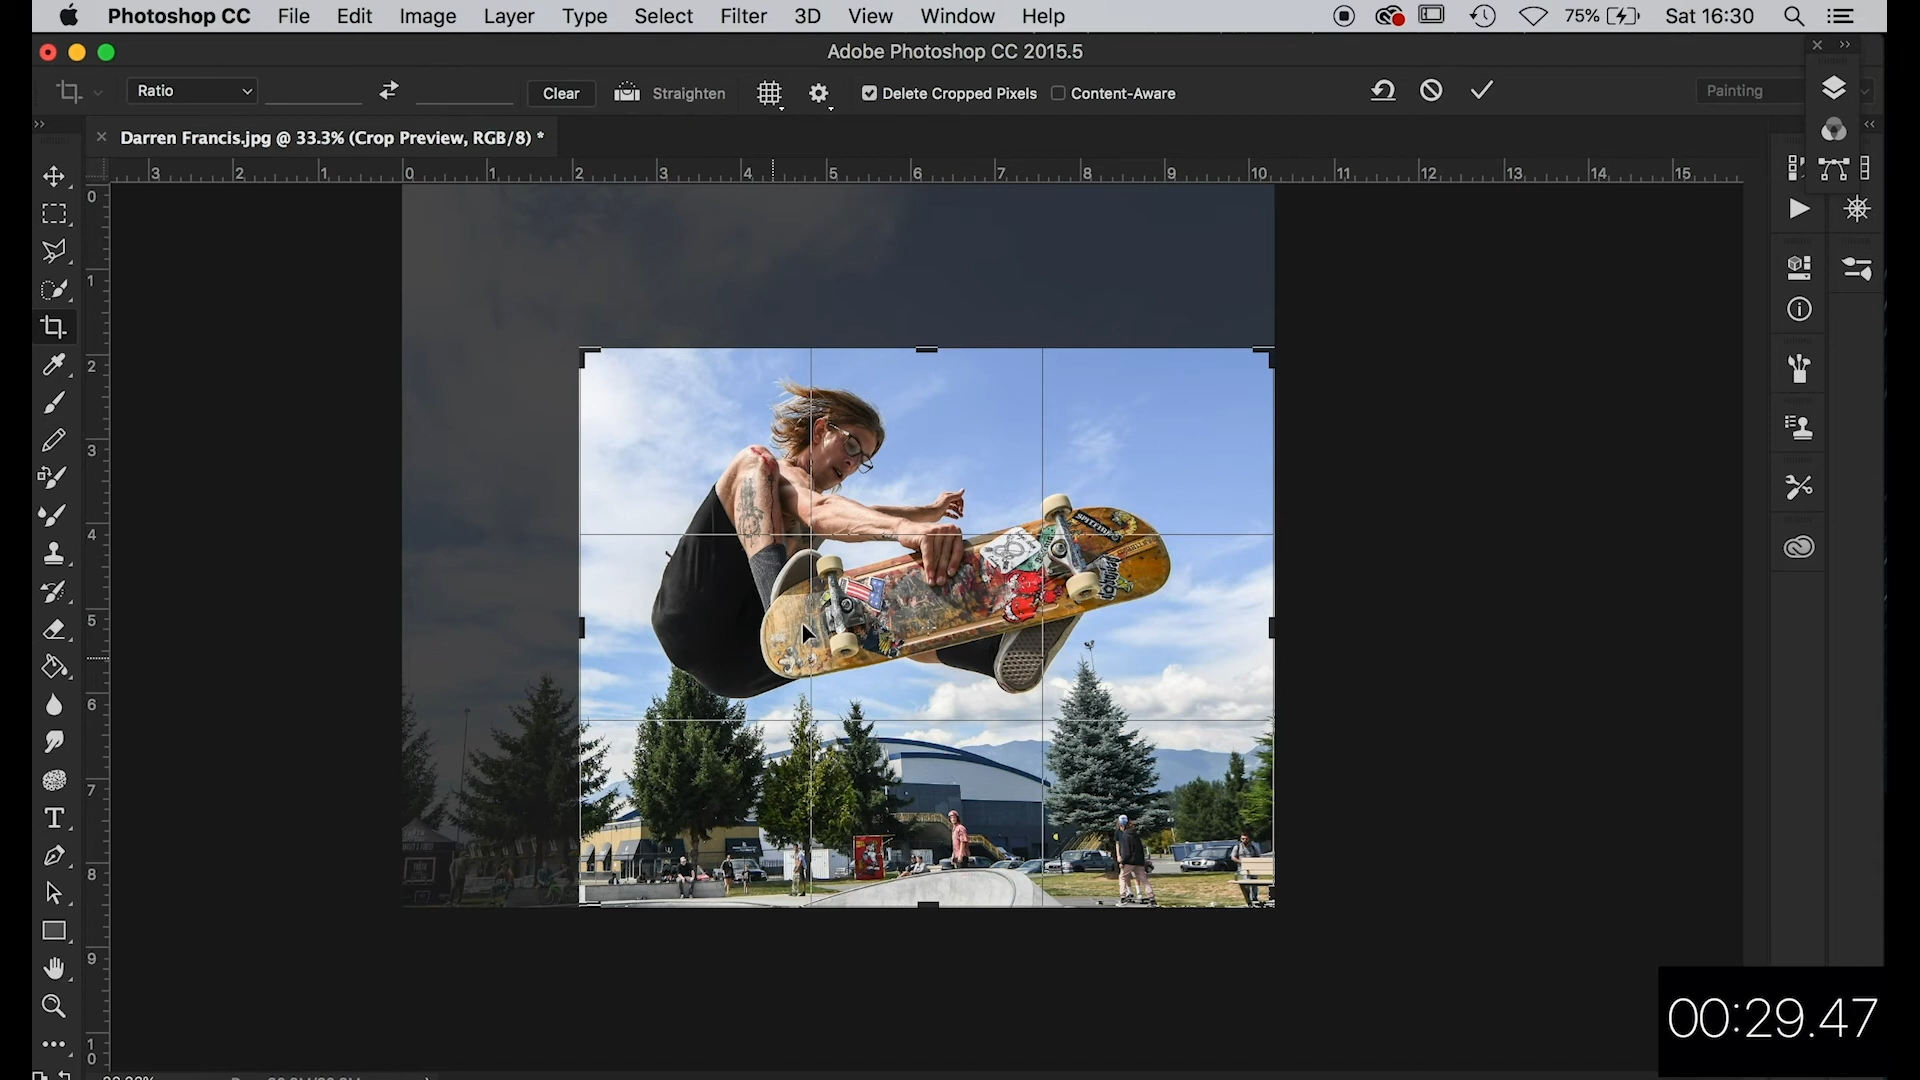 Photoshop CC File Edit Image Layer Type Select Filter 3D View Window Help 75% Sat 16:30
Adobe Photoshop CC 2015.5
Ratio Clear Straighten Delete Cropped Pixels Content-Aware Painting
Darren Francis.jpg @ 33.3% (Crop Preview, RGB/8) *
3 2 1 0 1 2 3 4 5 6 7 8 9 10 11 12 13 14 15
0
1
2
3
4
5
6
7
8
9
1
0
SPITFIRE
T
00:29.47